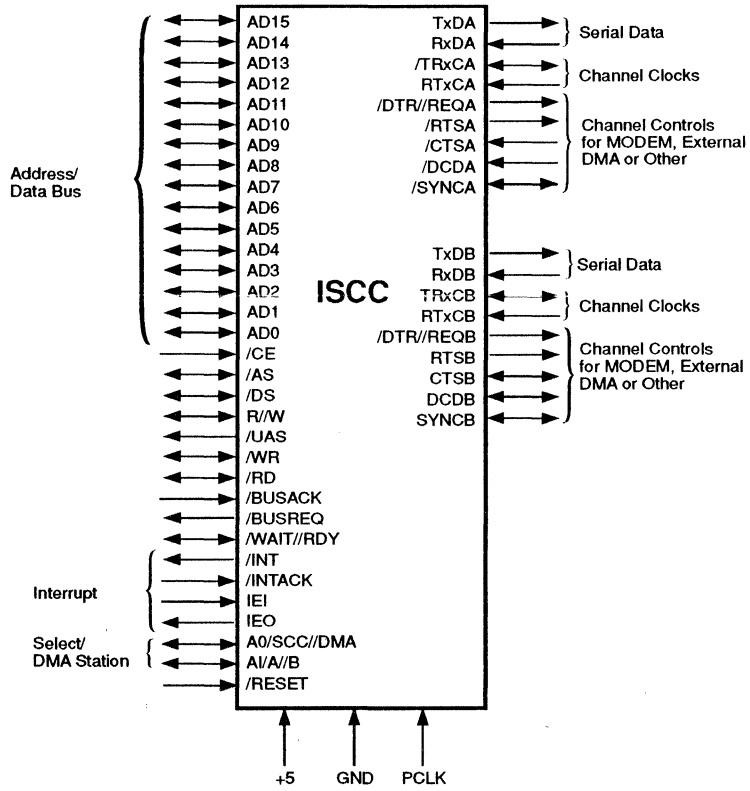 Address/
Data Bus
AD15
AD14
AD13
AD12
AD11
AD10
AD9
AD8
AD7
AD6
AD5
AD4
AD3
AD2
AD1
AD0
/CE
/AS
/DS
R//W
/UAS
/WR
/RD
/BUSACK
/BUSREQ
/WAIT//RDY
Interrupt
/INT
/INTACK
IEI
IEO
Select/
DMA Station
A0/SCC//DMA
AI/A//B
/RESET
ISCC
TxDA
RxDA
Serial Data
/TRxCA
RTxCA
Channel Clocks
/DTR//REQA
/RTSA
/CTSA
/DCDA
/SYNCA
Channel Controls
for MODEM, External
DMA or Other
TxDB
RxDB
Serial Data
TRxCB
RTxCB
Channel Clocks
/DTR//REQB
RTSB
CTSB
DCDB
SYNCB
Channel Controls
for MODEM, External
DMA or Other
+5
GND
PCLK